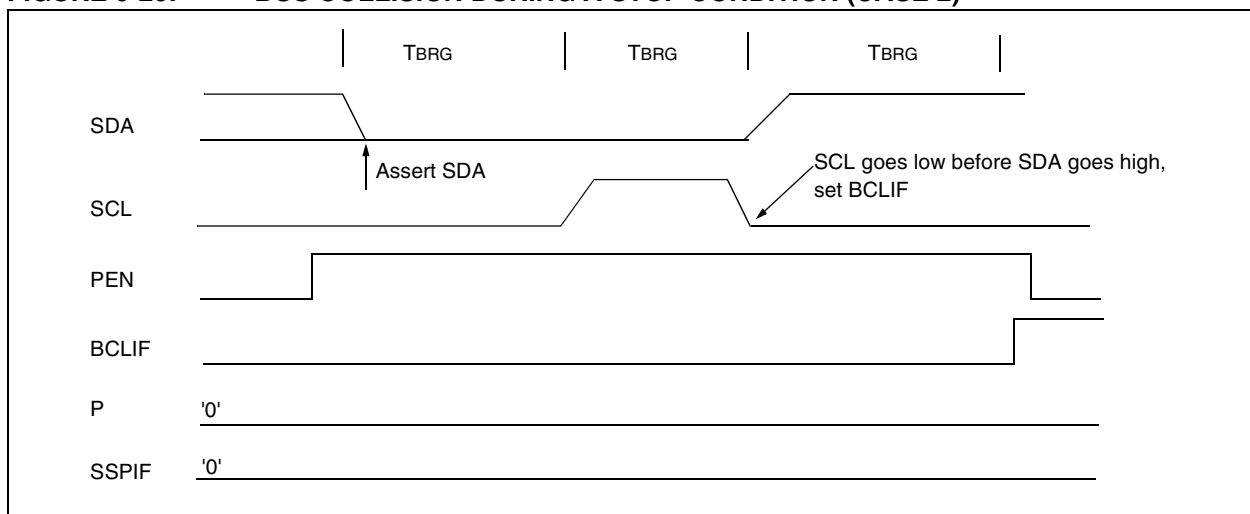 TBRG TBRG TBRG
SDA
Assert SDA
SCL goes low before SDA goes high,
set BCLIF
SCL
PEN
BCLIF
P '0'
SSPIF '0'